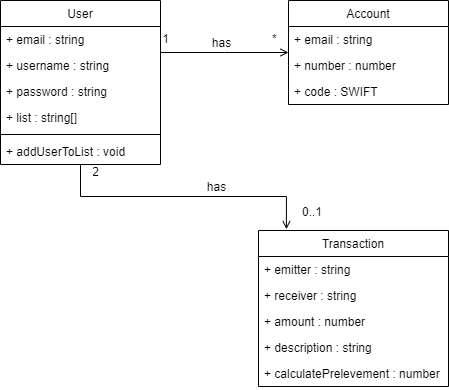 User
+ email : string
+ username : string
+ password : string
+ list : string[]
+ addUserToList : void
1
has
*
Account
+ email : string
+ number : number
+ code : SWIFT
2
has
0..1
Transaction
+ emitter : string
+ receiver : string
+ amount : number
+ description : string
+ calculatePrelevement : number